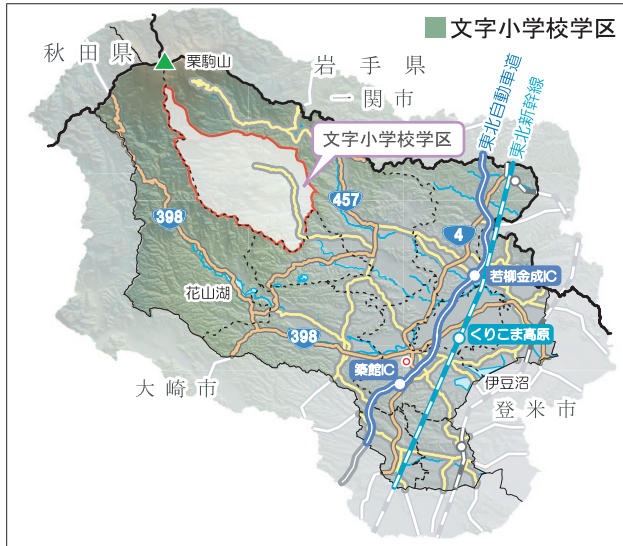 文字小学校学区
秋田県
栗駒山
岩手県
一関市
東北自動車道
東北新幹線
文字小学校学区
457
398
4
若柳金成IC
花山湖
398
くりこま高原
築館IC
伊豆沼
大崎市
登米市